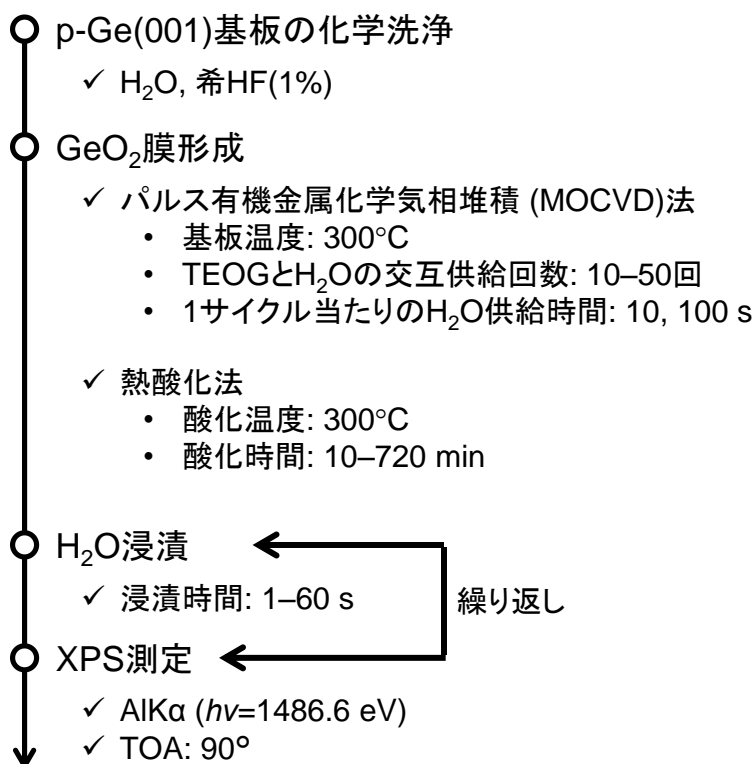 p-Ge(001)基板の化学洗浄
✓ H₂O, 希HF(1%)
GeO₂膜形成
✓ パルス有機金属化学気相堆積 (MOCVD)法
• 基板温度: 300°C
• TEOGとH₂Oの交互供給回数: 10–50回
• 1サイクル当たりのH₂O供給時間: 10, 100 s
✓ 熱酸化法
• 酸化温度: 300°C
• 酸化時間: 10–720 min
H₂O浸漬
✓ 浸漬時間: 1–60 s
繰り返し
XPS測定
✓ AlKα (hv=1486.6 eV)
✓ TOA: 90°